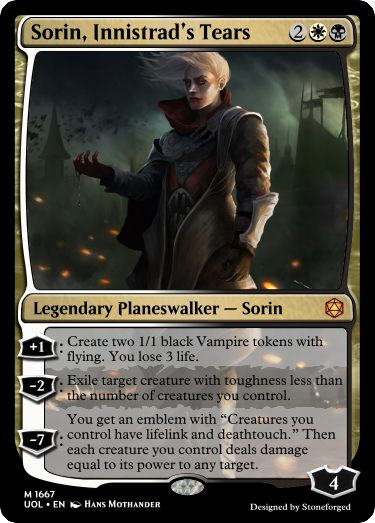 Sorin, Innistrad's Tears 2
Legendary Planeswalker — Sorin
+1: Create two 1/1 black Vampire tokens with
flying. You lose 3 life.
-2: Exile target creature with toughness less than
the number of creatures you control.
You get an emblem with “Creatures you
-7: control have lifelink and deathtouch.” Then
each creature you control deals damage
equal to its power to any target.
4
M 1667
UOL • EN Hans Mothander
Designed by Stoneforged